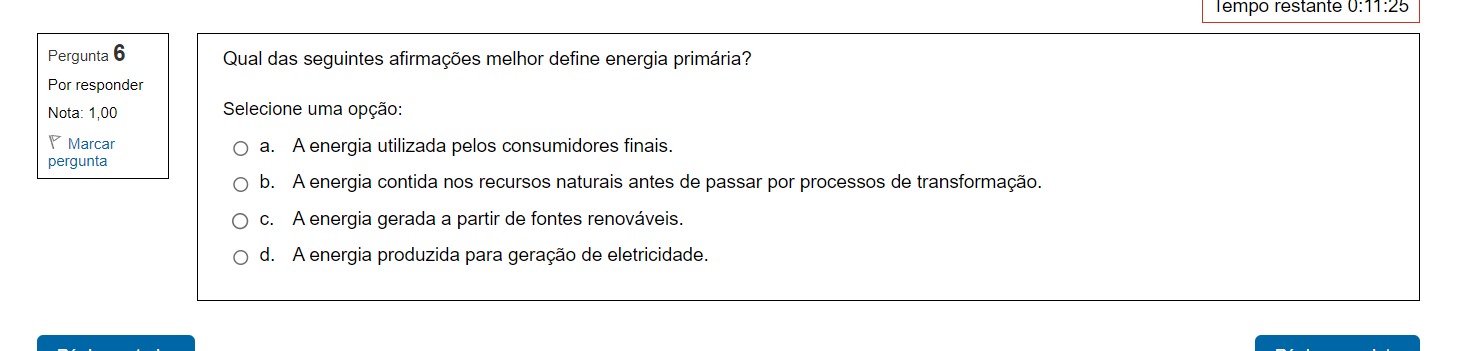 Tempo restante 0:11:25
Pergunta 6
Por responder
Nota: 1,00
Marcar
pergunta
Qual das seguintes afirmações melhor define energia primária?
Selecione uma opção:
a. A energia utilizada pelos consumidores finais.
b. A energia contida nos recursos naturais antes de passar por processos de transformação.
c. A energia gerada a partir de fontes renováveis.
d. A energia produzida para geração de eletricidade.